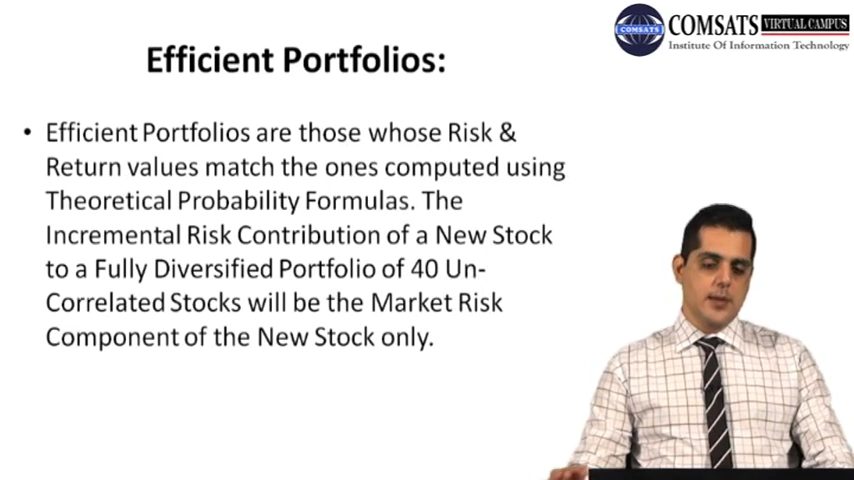 COMSATS VIRTUAL CAMPUS
COMSATS
Institute Of Information Technology
Efficient Portfolios:
• Efficient Portfolios are those whose Risk &
Return values match the ones computed using
Theoretical Probability Formulas. The
Incremental Risk Contribution of a New Stock
to a Fully Diversified Portfolio of 40 Un-
Correlated Stocks will be the Market Risk
Component of the New Stock only.